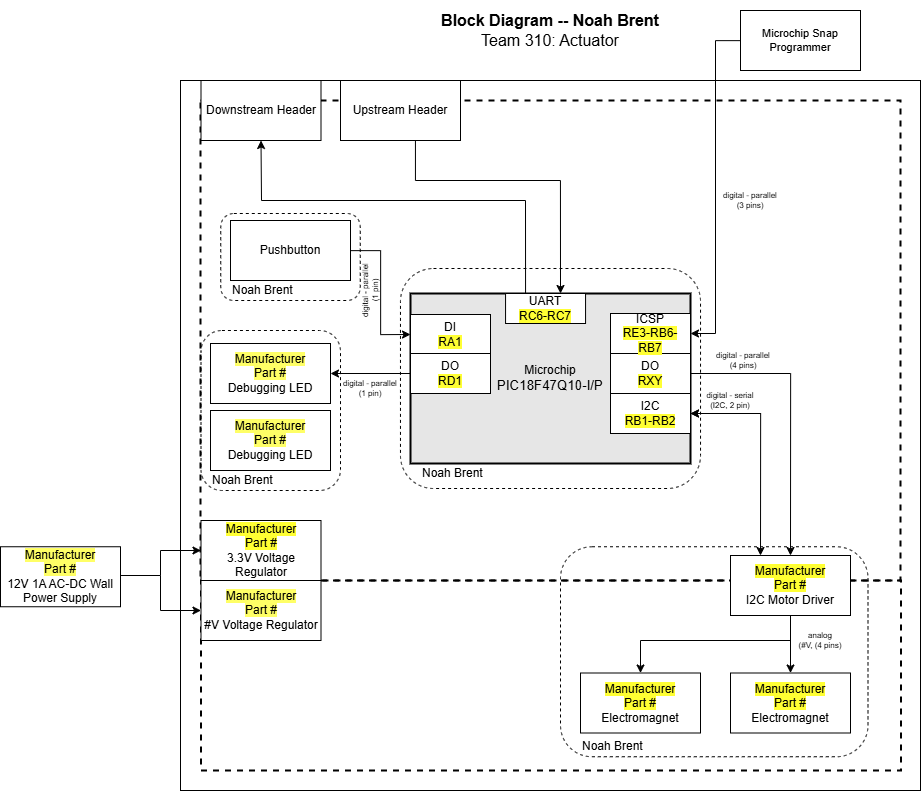 Block Diagram -- Noah Brent
Team 310: Actuator
Microchip Snap
Programmer
Downstream Header
Upstream Header
digital - parallel
(3 pins)
Pushbutton
Noah Brent
digital - parallel
(1 pin)
UART
RC6-RC7
DI
RA1
DO
RD1
Microchip
PIC18F47Q10-I/P
ICSP
RE3-RB6-
RB7
DO
RXY
I2C
RB1-RB2
Noah Brent
digital - parallel
(4 pins)
digital - serial
(I2C, 2 pin)
digital - parallel
(1 pin)
Manufacturer
Part #
Debugging LED
Manufacturer
Part #
Debugging LED
Noah Brent
Manufacturer
Part #
12V 1A AC-DC Wall
Power Supply
Manufacturer
Part #
3.3V Voltage
Regulator
Manufacturer
Part #
#V Voltage Regulator
Manufacturer
Part #
I2C Motor Driver
analog
(#V, (4 pins)
Manufacturer
Part #
Electromagnet
Manufacturer
Part #
Electromagnet
Noah Brent